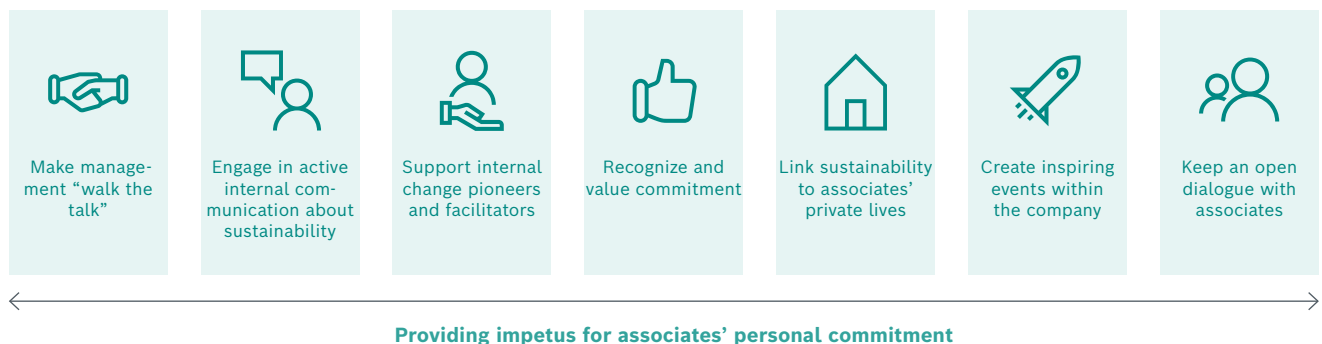 Make manage-
ment “walk the
talk”
Engage in active
internal com-
munication about
sustainability
Support internal
change pioneers
and facilitators
Recognize and
value commitment
Link sustainability
to associates’
private lives
Create inspiring
events within
the company
Keep an open
dialogue with
associates
Providing impetus for associates’ personal commitment